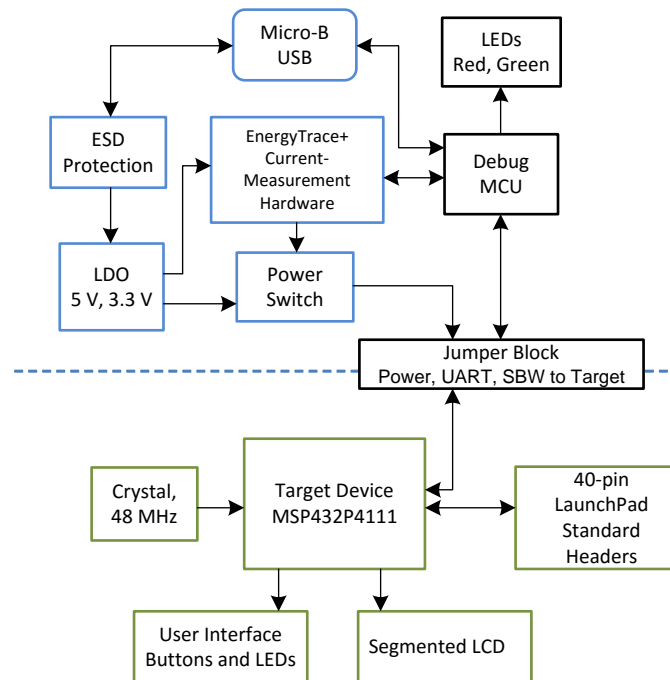 Micro-B
USB
LEDs
Red, Green
ESD
Protection
EnergyTrace+
Current-
Measurement
Hardware
Debug
MCU
LDO
5 V, 3.3 V
Power
Switch
Jumper Block
Power, UART, SBW to Target
Crystal,
48 MHz
Target Device
MSP432P4111
40-pin
LaunchPad
Standard
Headers
User Interface
Buttons and LEDs
Segmented LCD